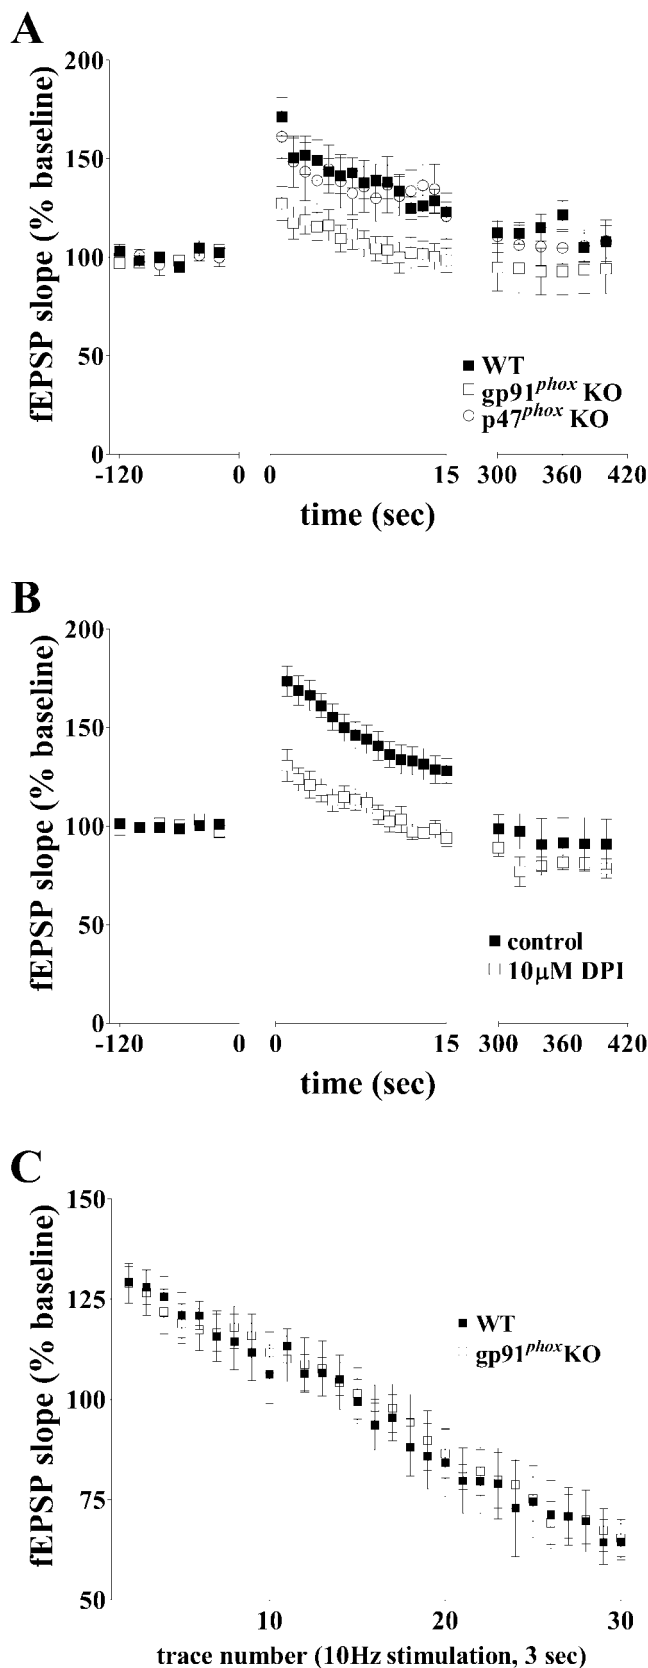 A
fEPSP slope (% baseline)
200
150
100
50
0
WT
gp91phox KO
p47phox KO
-120 0 0 15 300 360 420
time (sec)
B
fEPSP slope (% baseline)
200
150
100
50
0
control
10µM DPI
-120 0 0 15 300 360 420
time (sec)
C
fEPSP slope (% baseline)
150
125
100
75
50
WT
gp91phox KO
10 20 30
trace number (10Hz stimulation, 3 sec)